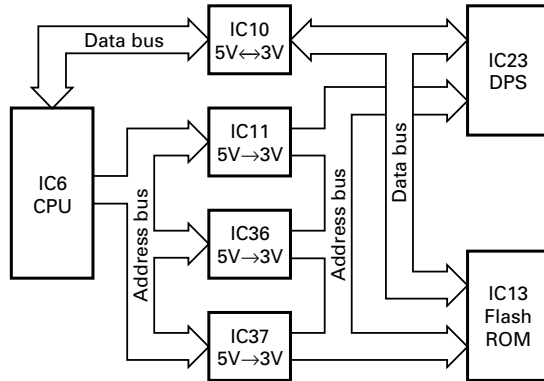 Data bus
IC10
5V↔3V
IC23
DPS
IC11
5V→3V
IC6
CPU
Address bus
Data bus
IC36
5V→3V
Address bus
IC37
5V→3V
IC13
Flash
ROM